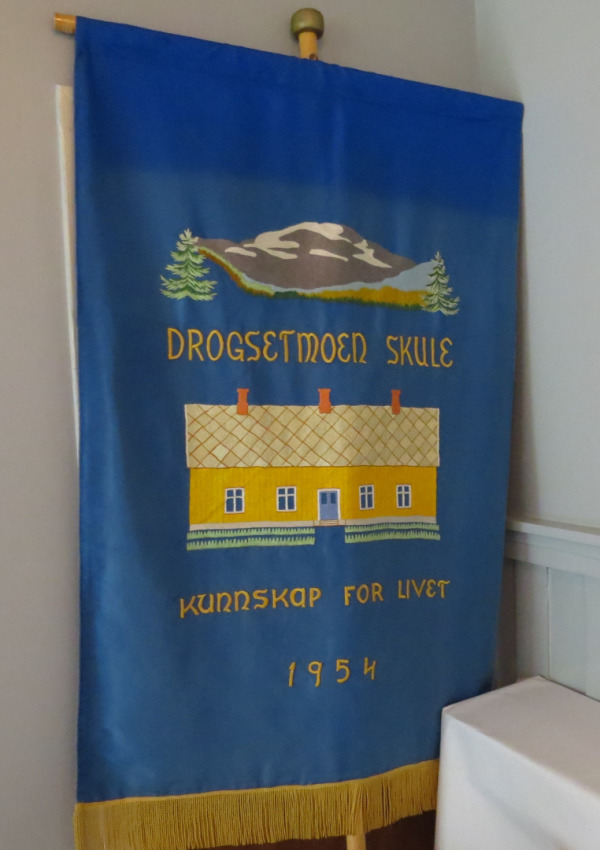 DROGSETMOEN SKULE
KUNNSKAP FOR LIVET
1954